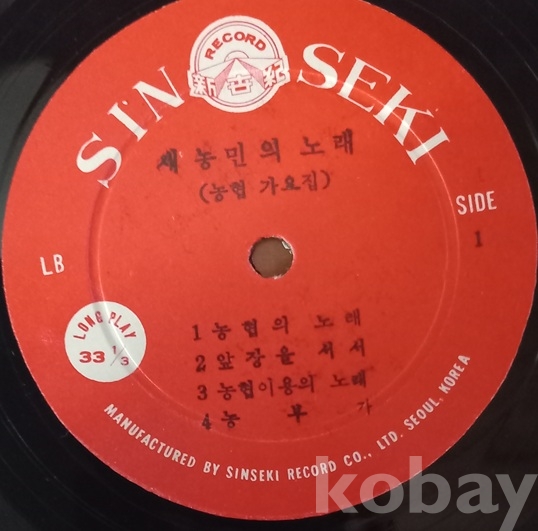 RECORD
新世紀
SIN SEKI
새 농민의 노래
(농협 가요집)
SIDE
1
LB
LONG PLAY
33 1/3
1 농협의 노래
2 앞장을 서서
3 농협이용의 노래
4 농 부 가
MANUFACTURED BY SINSEKI RECORD CO., LTD. SEOUL, KOREA
kobay